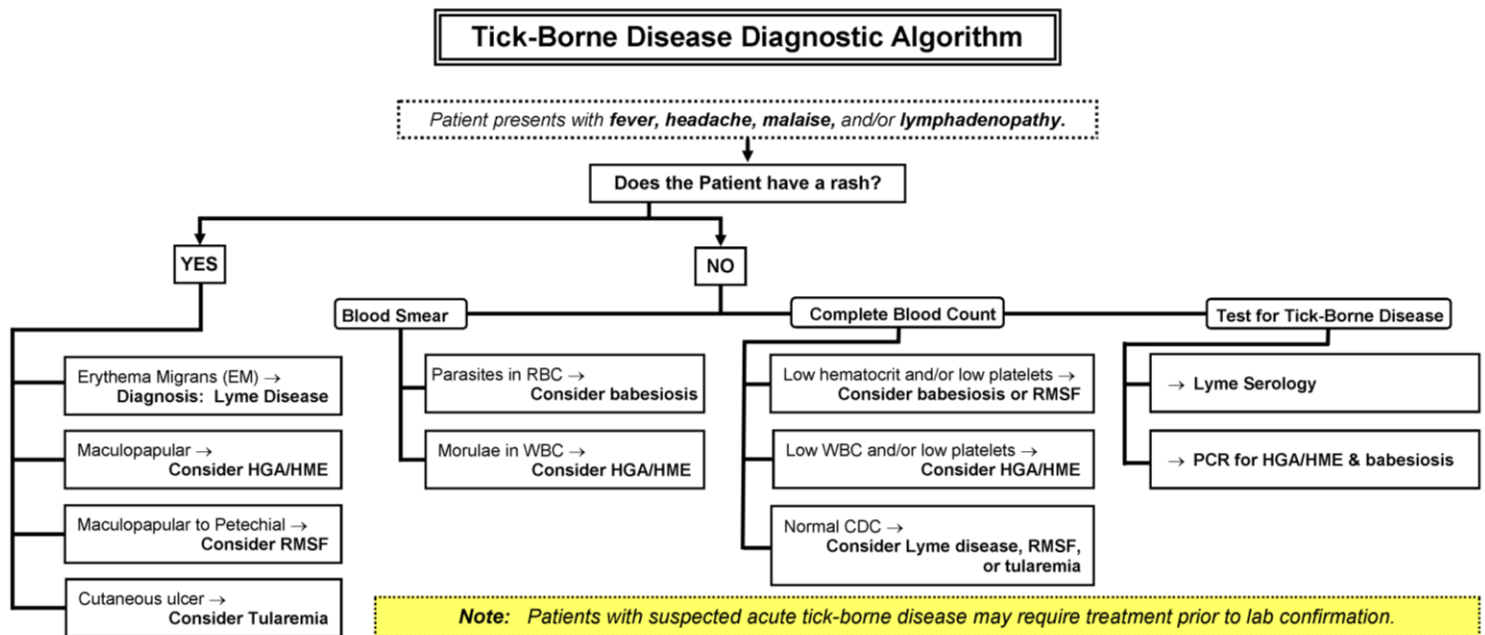 Tick-Borne Disease Diagnostic Algorithm
Patient presents with fever, headache, malaise, and/or lymphadenopathy.
Does the Patient have a rash?
YES
NO
Erythema Migrans (EM) →
Diagnosis: Lyme Disease
Maculopapular →
Consider HGA/HME
Maculopapular to Petechial →
Consider RMSF
Cutaneous ulcer →
Consider Tularemia
Blood Smear
Parasites in RBC →
Consider babesiosis
Morulae in WBC →
Consider HGA/HME
Complete Blood Count
Low hematocrit and/or low platelets →
Consider babesiosis or RMSF
Low WBC and/or low platelets →
Consider HGA/HME
Normal CDC →
Consider Lyme disease, RMSF,
or tularemia
Test for Tick-Borne Disease
→ Lyme Serology
→ PCR for HGA/HME & babesiosis
Note: Patients with suspected acute tick-borne disease may require treatment prior to lab confirmation.